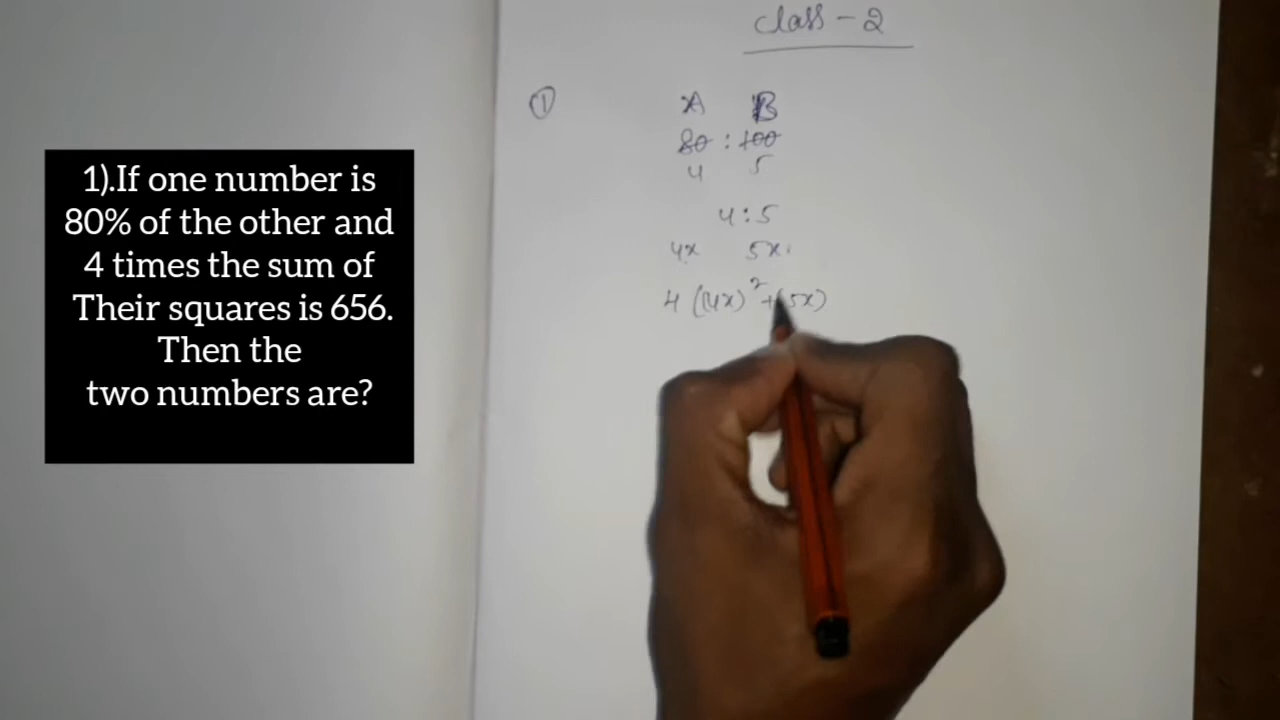 Class - 2
① A B
80 : 100
4 5
4 : 5
4x 5x.
4 ((4x)² + (5x)
1).If one number is
80% of the other and
4 times the sum of
Their squares is 656.
Then the
two numbers are?